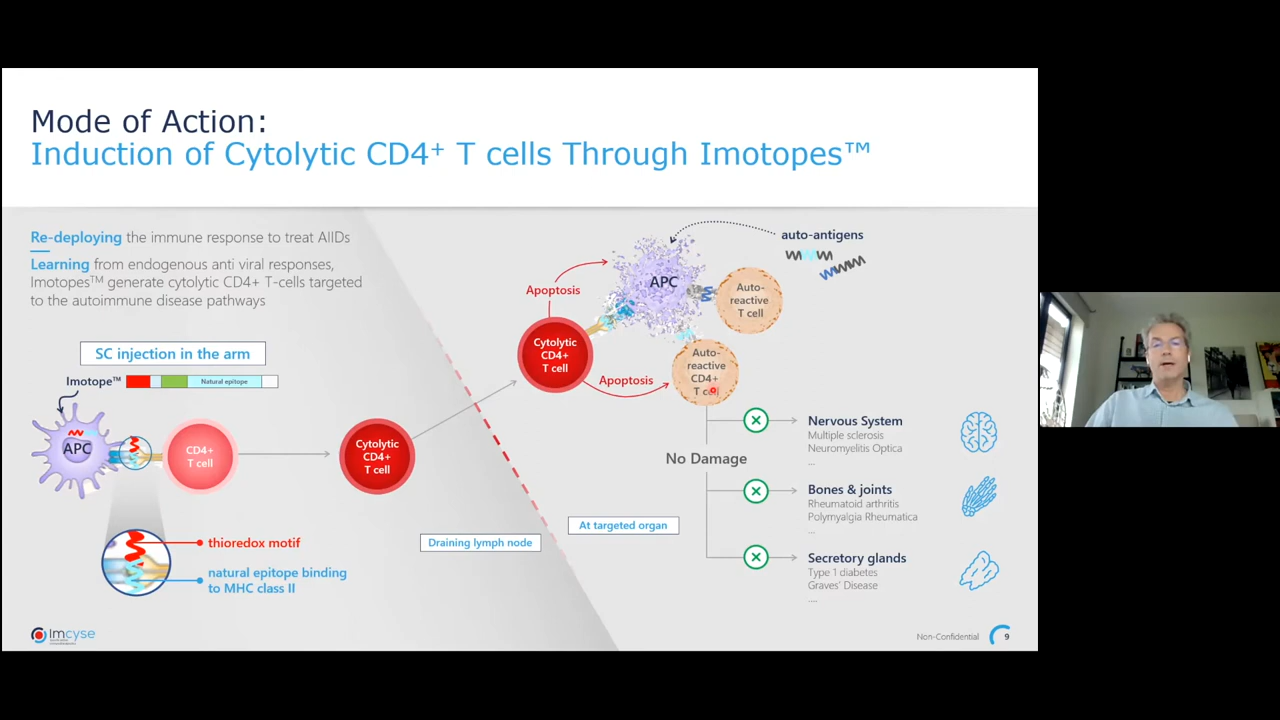 Mode of Action:
Induction of Cytolytic CD4⁺ T cells Through Imotopes™
Re-deploying the immune response to treat AIIDs
Learning from endogenous anti viral responses,
Imotopes™ generate cytolytic CD4+ T-cells targeted
to the autoimmune disease pathways
SC injection in the arm
Imotope™
Natural epitope
APC
CD4+
T cell
Cytolytic
CD4+
T cell
thioredox motif
natural epitope binding
to MHC class II
Draining lymph node
At targeted organ
auto-antigens
APC
Apoptosis
Auto-
reactive
T cell
Cytolytic
CD4+
T cell
Apoptosis
Auto-
reactive
CD4+
T cell
No Damage
Nervous System
Multiple sclerosis
Neuromyelitis Optica
...
Bones & joints
Rheumatoid arthritis
Polymyalgia Rheumatica
...
Secretory glands
Type 1 diabetes
Graves' Disease
....
Imcyse
Non-Confidential
9